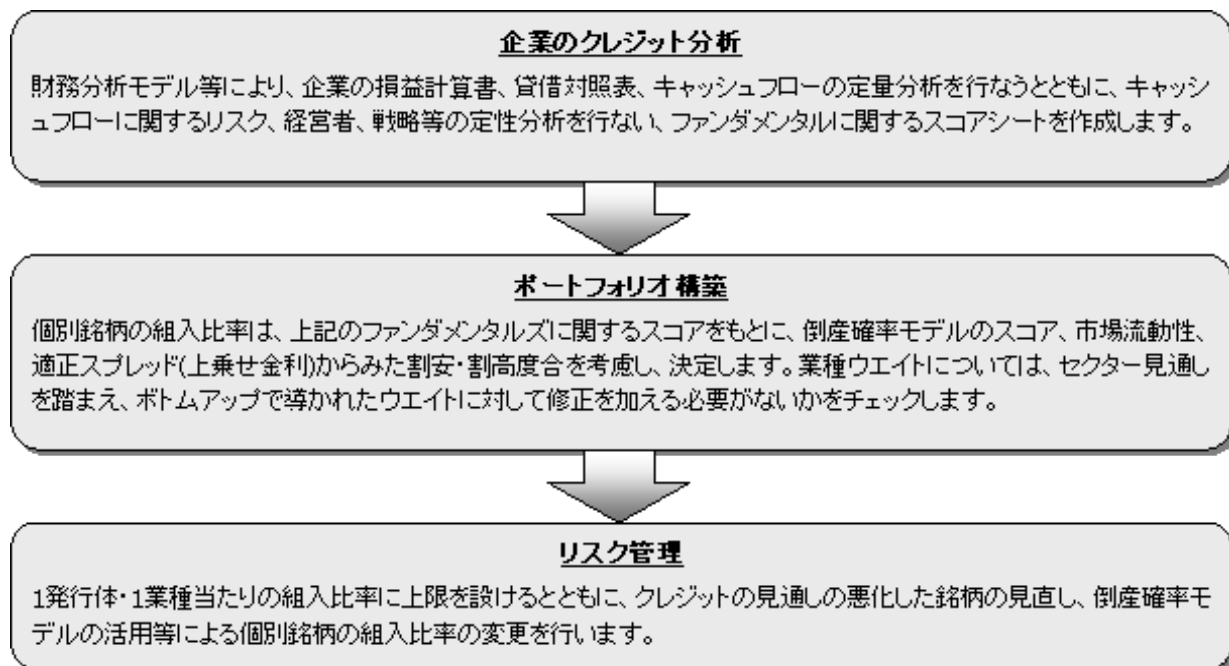 企業のクレジット分析
財務分析モデル等により、企業の損益計算書、貸借対照表、キャッシュフローの定量分析を行なうとともに、キャッシ
ュフローに関するリスク、経営者、戦略等の定性分析を行ない、ファンダメンタルに関するスコアシートを作成します。
ポートフォリオ構築
個別銘柄の組入比率は、上記のファンダメンタルズに関するスコアをもとに、倒産確率モデルのスコア、市場流動性、
適正スプレッド(上乗せ金利)からみた割安・割高度合を考慮し、決定します。業種ウエイトについては、セクター見通し
を踏まえ、ボトムアップで導かれたウエイトに対して修正を加える必要がないかをチェックします。
リスク管理
1発行体・1業種当たりの組入比率に上限を設けるとともに、クレジットの見通しの悪化した銘柄の見直し、倒産確率モ
デルの活用等による個別銘柄の組入比率の変更を行います。